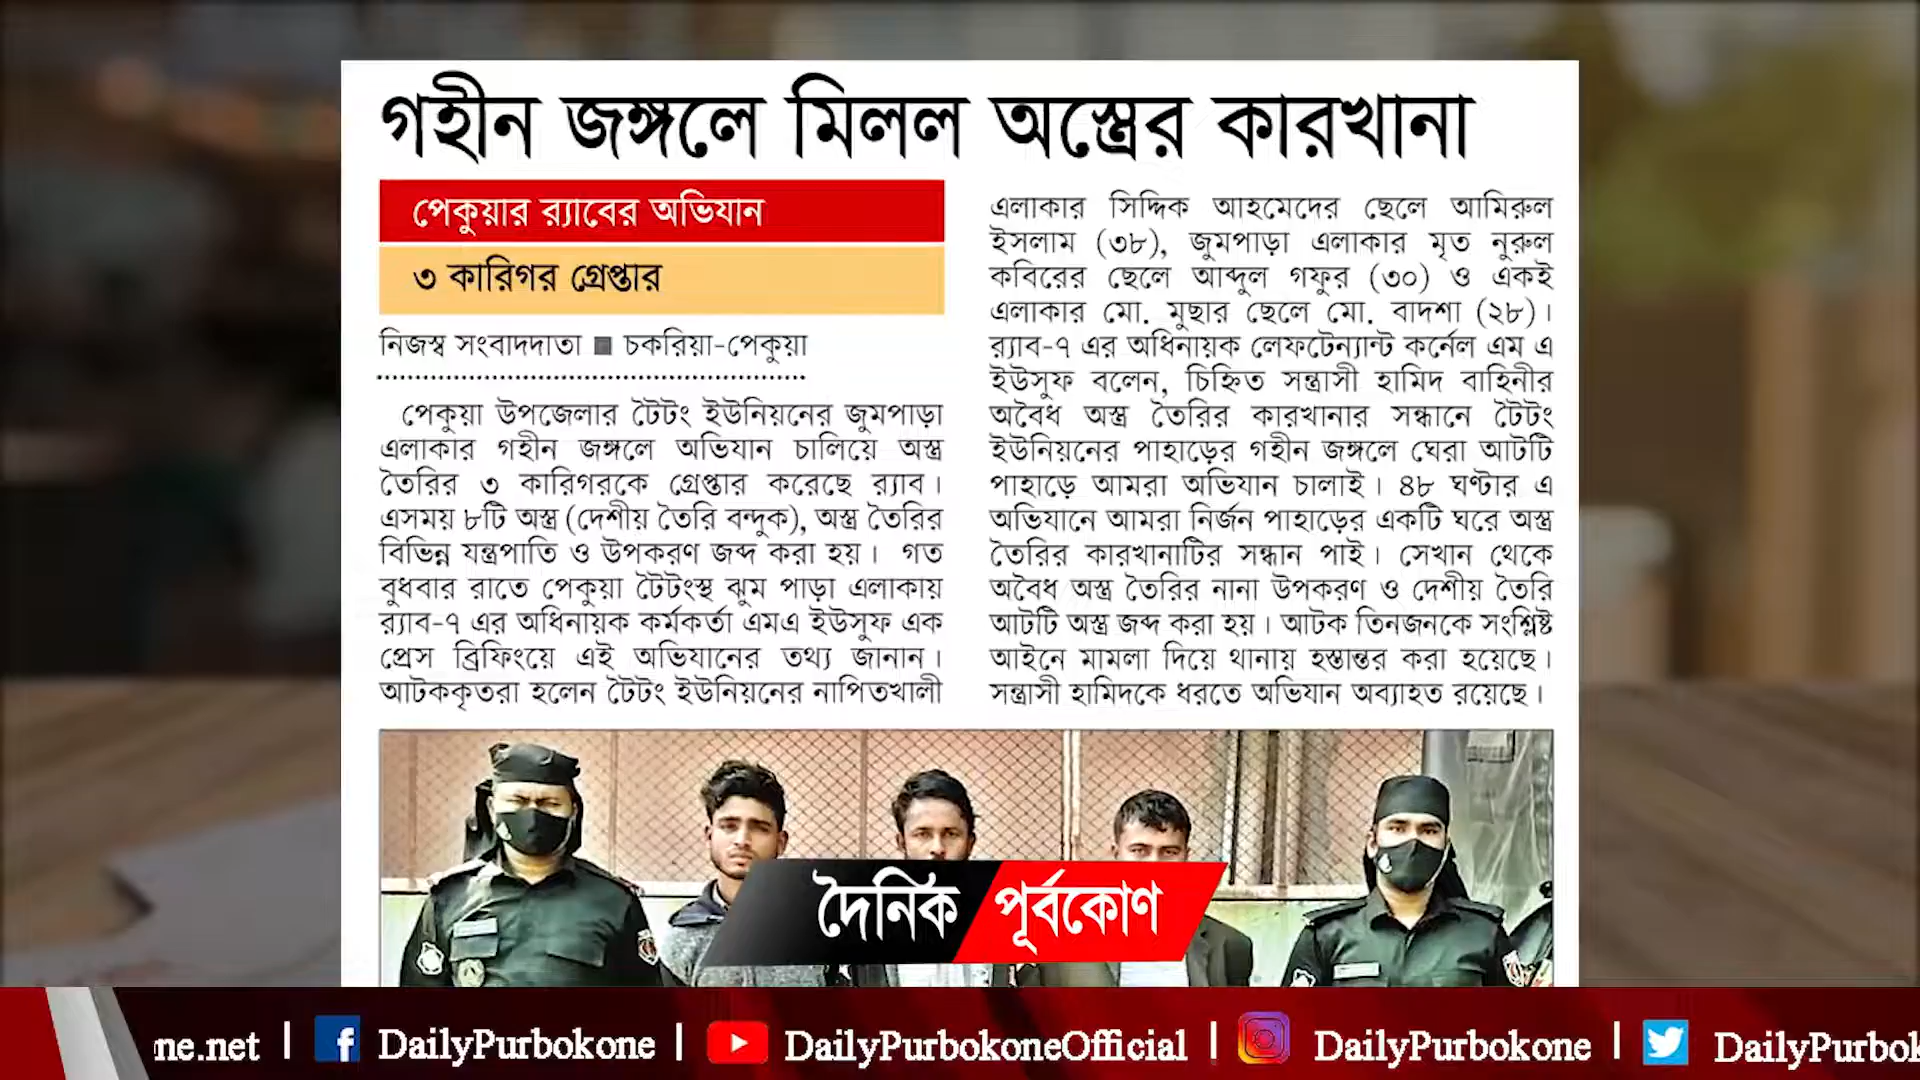 গহীন জঙ্গলে মিলল অস্ত্রের কারখানা
পেকুয়ার র‍্যাবের অভিযান
৩ কারিগর গ্রেপ্তার
নিজস্ব সংবাদদাতা ■ চকরিয়া-পেকুয়া
পেকুয়া উপজেলার টৈটং ইউনিয়নের জুমপাড়া
এলাকার গহীন জঙ্গলে অভিযান চালিয়ে অস্ত্র
তৈরির ৩ কারিগরকে গ্রেপ্তার করেছে র‍্যাব।
এসময় ৮টি অস্ত্র (দেশীয় তৈরি বন্দুক), অস্ত্র তৈরির
বিভিন্ন যন্ত্রপাতি ও উপকরণ জব্দ করা হয়। গত
বুধবার রাতে পেকুয়া টৈটংস্থ ঝুম পাড়া এলাকায়
র‍্যাব-৭ এর অধিনায়ক কর্মকর্তা এমএ ইউসুফ এক
প্রেস ব্রিফিংয়ে এই অভিযানের তথ্য জানান।
আটককৃতরা হলেন টৈটং ইউনিয়নের নাপিতখালী
এলাকার সিদ্দিক আহমেদের ছেলে আমিরুল
ইসলাম (৩৮), জুমপাড়া এলাকার মৃত নুরুল
কবিরের ছেলে আব্দুল গফুর (৩০) ও একই
এলাকার মো. মুছার ছেলে মো. বাদশা (২৮)।
র‍্যাব-৭ এর অধিনায়ক লেফটেন্যান্ট কর্নেল এম এ
ইউসুফ বলেন, চিহ্নিত সন্ত্রাসী হামিদ বাহিনীর
অবৈধ অস্ত্র তৈরির কারখানার সন্ধানে টৈটং
ইউনিয়নের পাহাড়ের গহীন জঙ্গলে ঘেরা আটটি
পাহাড়ে আমরা অভিযান চালাই। ৪৮ ঘণ্টার এ
অভিযানে আমরা নির্জন পাহাড়ের একটি ঘরে অস্ত্র
তৈরির কারখানাটির সন্ধান পাই। সেখান থেকে
অবৈধ অস্ত্র তৈরির নানা উপকরণ ও দেশীয় তৈরি
আটটি অস্ত্র জব্দ করা হয়। আটক তিনজনকে সংশ্লিষ্ট
আইনে মামলা দিয়ে থানায় হস্তান্তর করা হয়েছে।
সন্ত্রাসী হামিদকে ধরতে অভিযান অব্যাহত রয়েছে।
দৈনিক পূর্বকোণ
ne.net | DailyPurbokone | DailyPurbokoneOfficial | DailyPurbokone | DailyPurbok